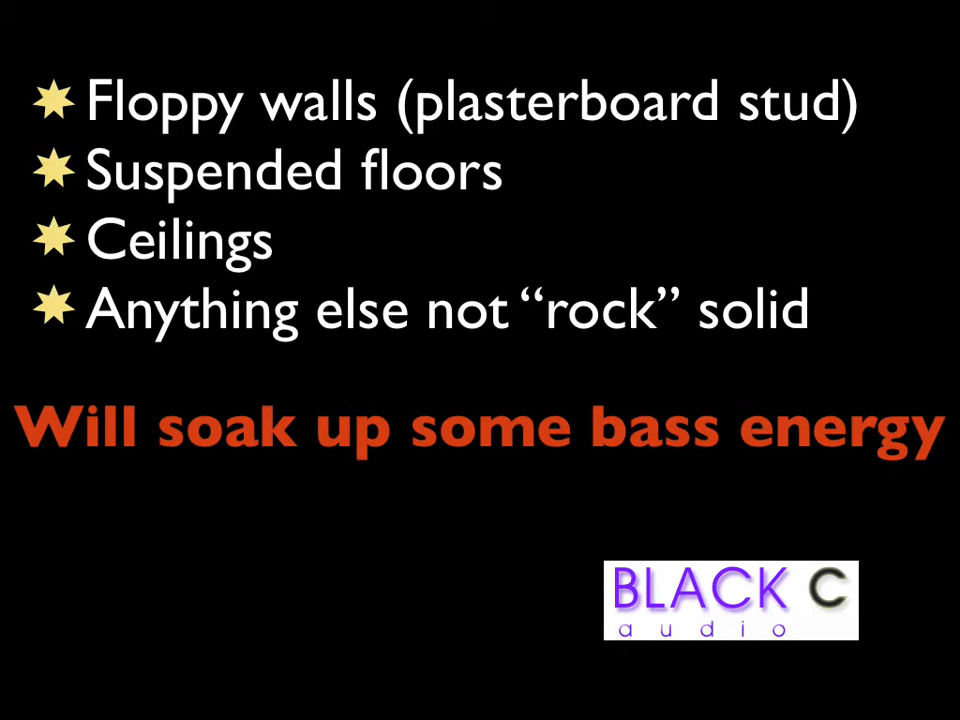 Floppy walls (plasterboard stud)
Suspended floors
Ceilings
Anything else not “rock” solid
Will soak up some bass energy
BLACK C
audio